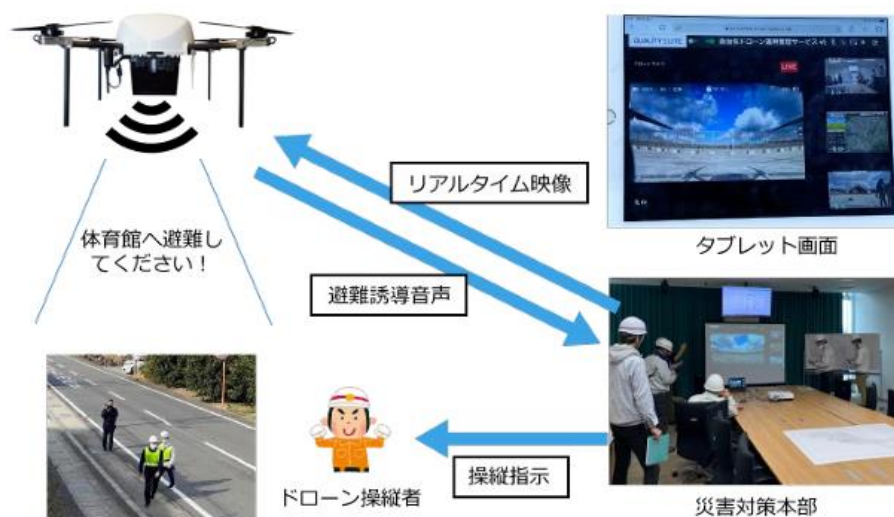 QUALITYSLITE
LIVE
リアルタイム映像
タブレット画面
体育館へ避難し
てください！
避難誘導音声
操縦指示
ドローン操縦者
災害対策本部